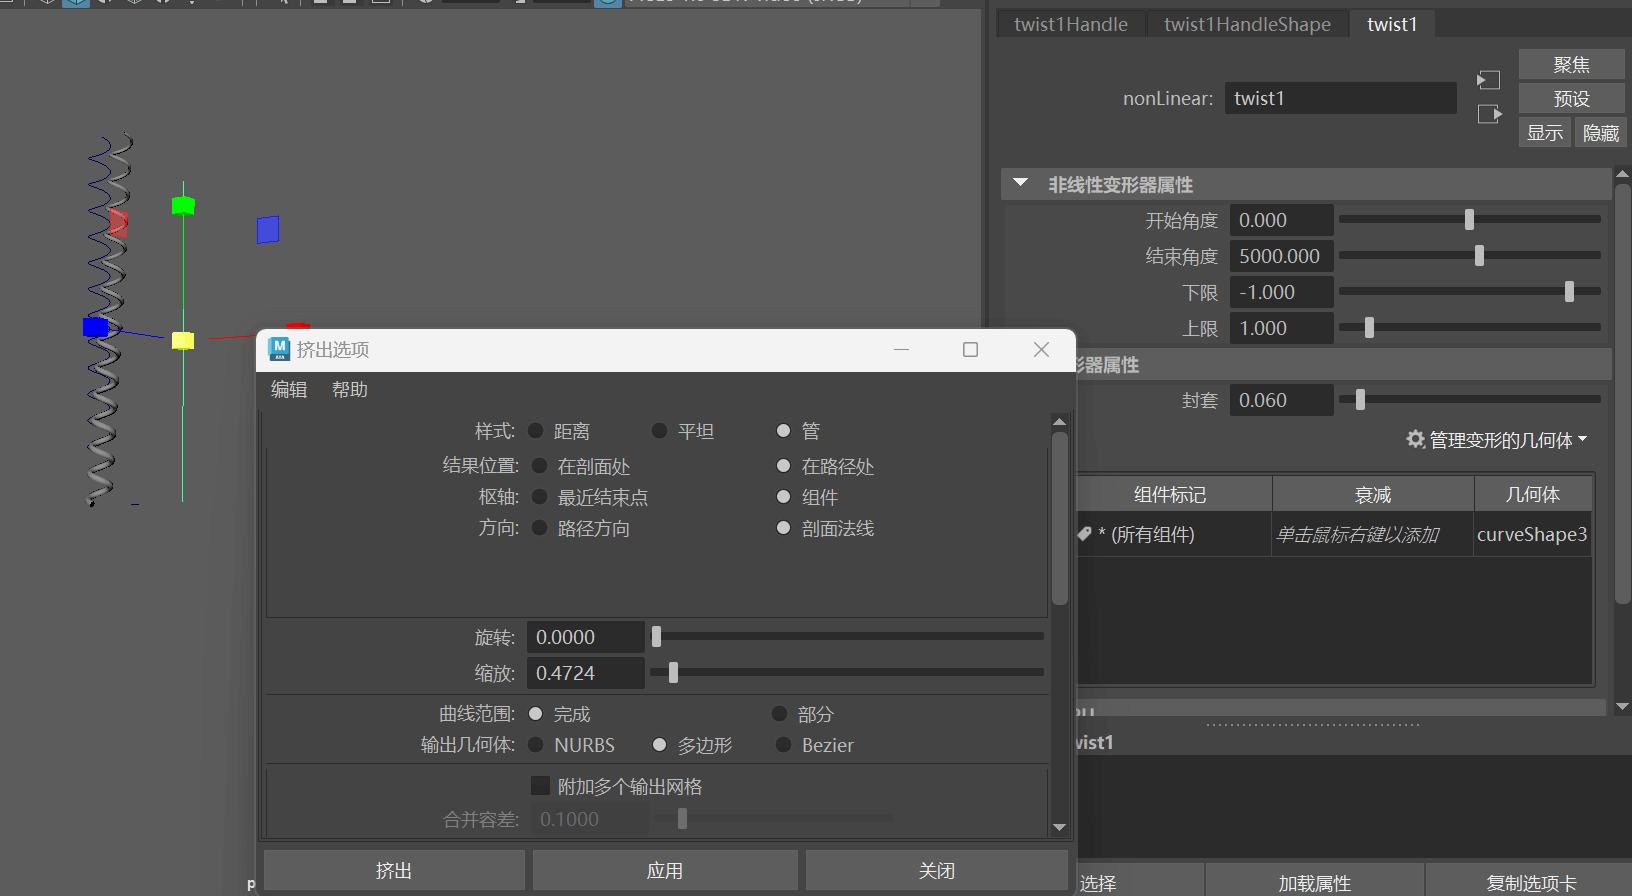 twist1Handle twist1HandleShape twist1
聚焦
nonLinear: twist1
预设
显示 隐藏
非线性变形器属性
开始角度 0.000
结束角度 5000.000
下限 -1.000
上限 1.000
挤出选项
形器属性
编辑 帮助
封套 0.060
样式: 距离 平坦 管
管理变形的几何体
结果位置: 在剖面处 在路径处
枢轴: 最近结束点 组件
组件标记 衰减 几何体
方向: 路径方向 剖面法线
* (所有组件) 单击鼠标右键以添加 curveShape3
旋转: 0.0000
缩放: 0.4724
曲线范围: 完成 部分
输出几何体: NURBS 多边形 Bezier
wist1
附加多个输出网格
合并容差: 0.1000
挤出 应用 关闭
p
选择 加载属性 复制选项卡